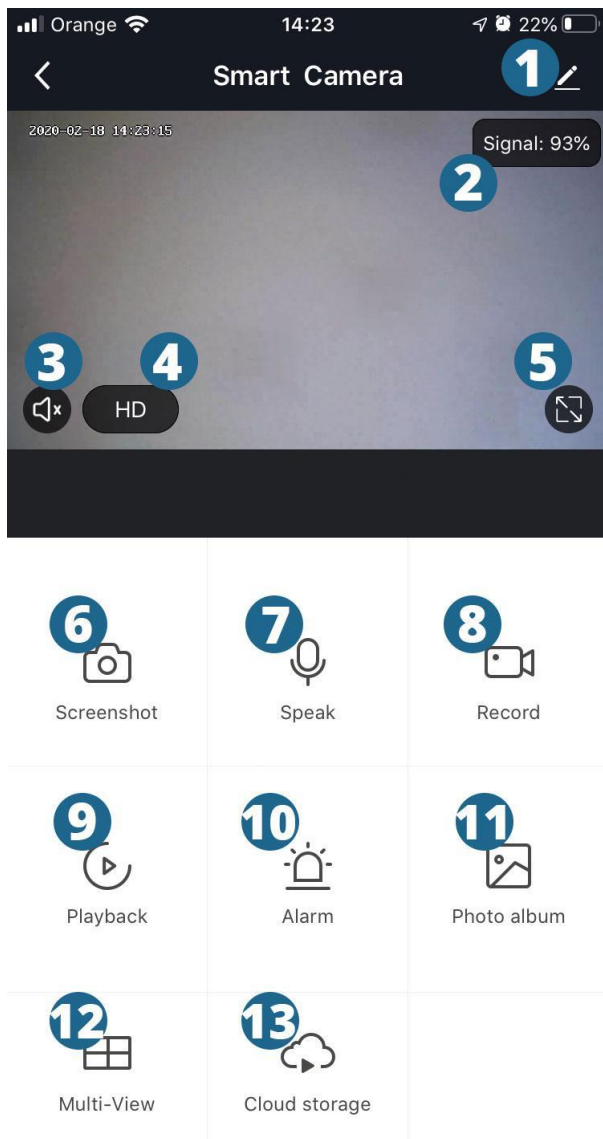 Orange 14:23 22%
Smart Camera 1
2020-02-18 14:23:15
Signal: 93%
2
3 4 5
HD
6 7 8
Screenshot Speak Record
9 10 11
Playback Alarm Photo album
12 13
Multi-View Cloud storage